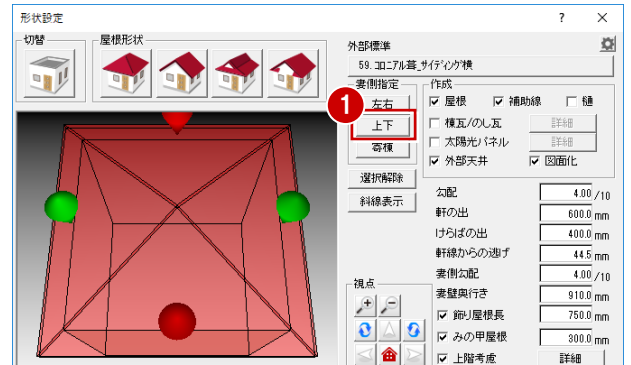 形状設定
? ×
切替
屋根形状
外部標準
59. コロニアル葺_サイディング横
妻側指定
左右
1
上下
寄棟
選択解除
斜線表示
作成
屋根 補助線 樋
棟瓦/のし瓦 詳細
太陽光パネル 詳細
外部天井 図面化
勾配 4.00 /10
軒の出 600.0 mm
けらばの出 400.0 mm
軒線からの逃げ 44.5 mm
妻側勾配 4.00 /10
妻壁奥行き 910.0 mm
飾り屋根長 750.0 mm
みの甲屋根 300.0 mm
上階考慮 詳細
視点